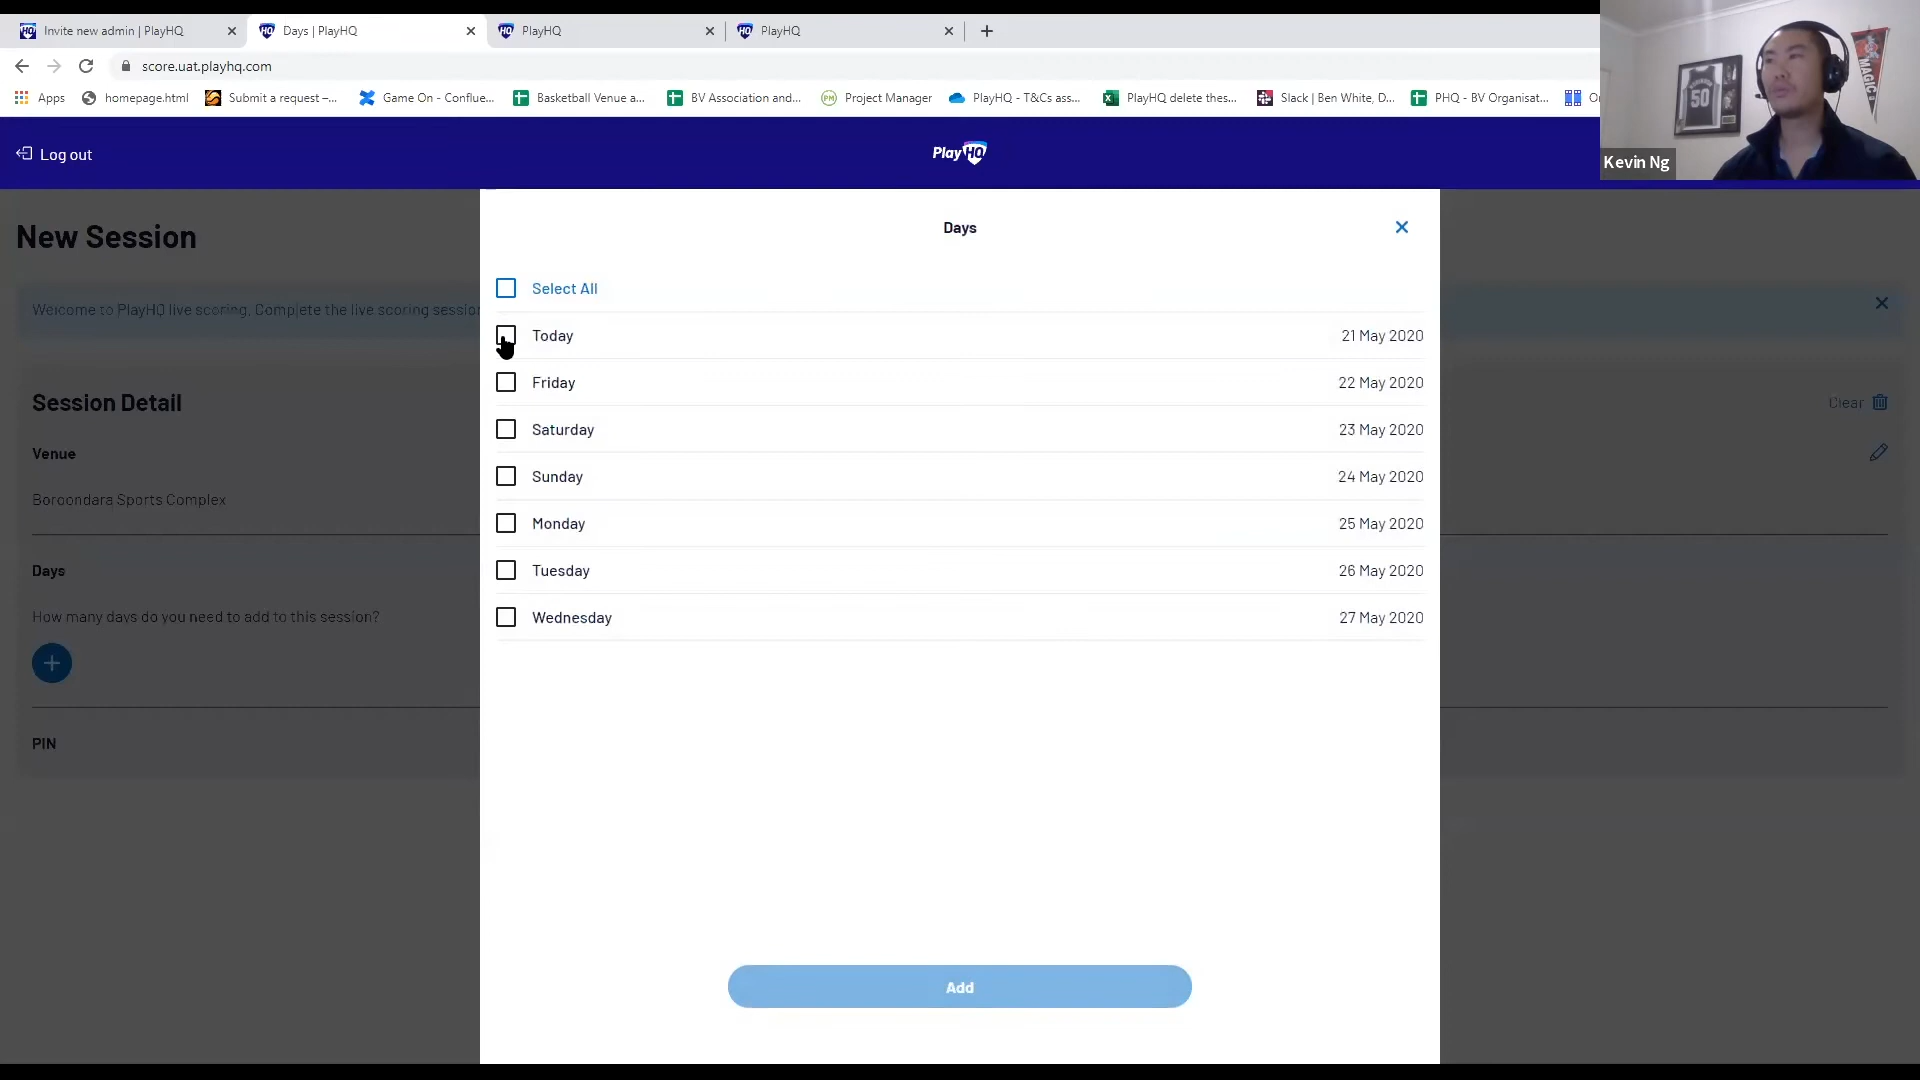 Invite new admin | PlayHQ
Days | PlayHQ
PlayHQ
PlayHQ
score.uat.playhq.com
Apps
homepage.html
Submit a request –...
Game On - Conflue...
Basketball Venue a...
BV Association and...
Project Manager
PlayHQ - T&Cs ass...
PlayHQ delete thes...
Slack | Ben White, D...
PHQ - BV Organisat...
MAGIC
50
Kevin Ng
Log out
PlayHQ
New Session
Welcome to PlayHQ live scoring. Complete the live scoring session
Session Detail
Clear
Venue
Boroondara Sports Complex
Days
How many days do you need to add to this session?
PIN
Days
Select All
Today 21 May 2020
Friday 22 May 2020
Saturday 23 May 2020
Sunday 24 May 2020
Monday 25 May 2020
Tuesday 26 May 2020
Wednesday 27 May 2020
Add